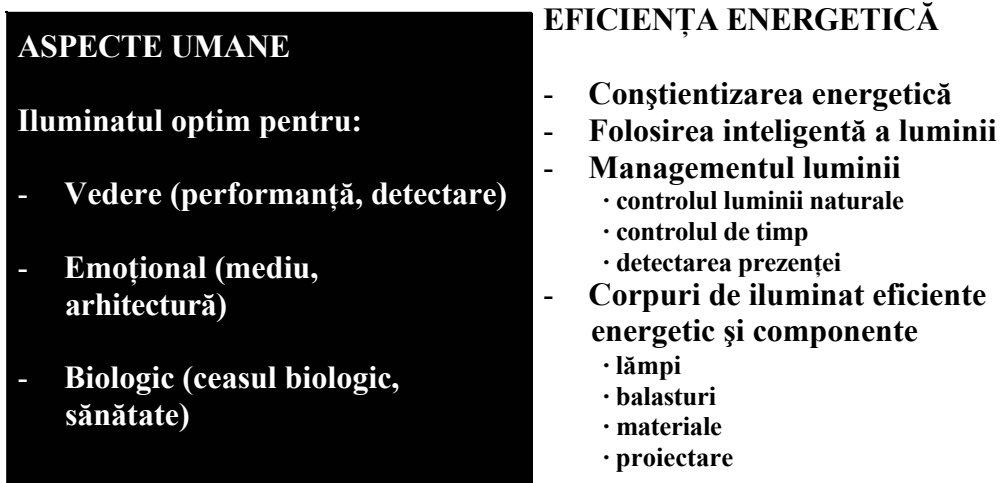 ASPECTE UMANE
Iluminatul optim pentru:
- Vedere (performanță, detectare)
- Emoțional (mediu,
arhitectură)
- Biologic (ceasul biologic,
sănătate)
EFICIENȚA ENERGETICĂ
- Conştientizarea energetică
- Folosirea inteligentă a luminii
- Managementul luminii
· controlul luminii naturale
· controlul de timp
· detectarea prezenței
- Corpuri de iluminat eficiente
energetic şi componente
· lămpi
· balasturi
· materiale
· proiectare